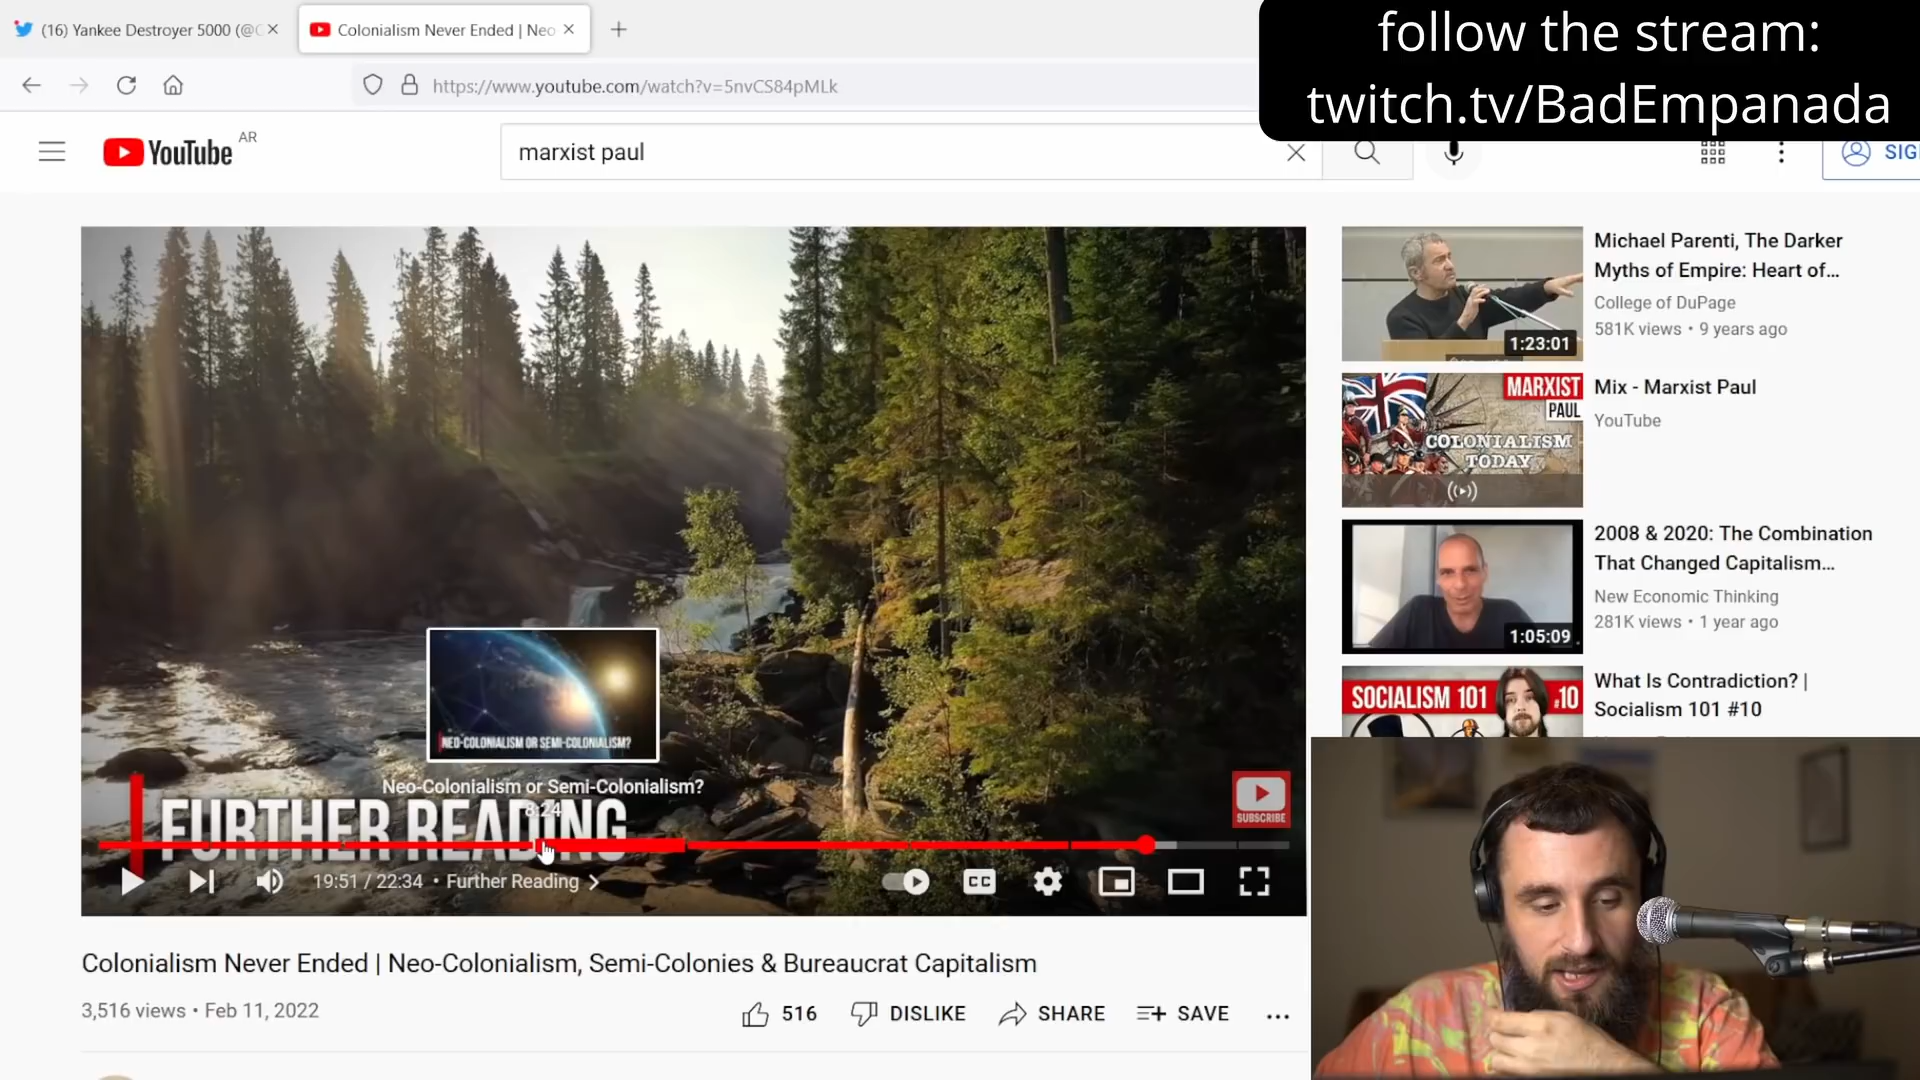 (16) Yankee Destroyer 5000 (@
Colonialism Never Ended | Neo
follow the stream:
twitch.tv/BadEmpanada
https://www.youtube.com/watch?v=5nvCS84pMLk
YouTube
AR
marxist paul
SIG
Michael Parenti, The Darker
Myths of Empire: Heart of...
College of DuPage
581K views • 9 years ago
1:23:01
MARXIST
PAUL
COLONIALISM
TODAY
Mix - Marxist Paul
YouTube
2008 & 2020: The Combination
That Changed Capitalism...
New Economic Thinking
281K views • 1 year ago
1:05:09
SOCIALISM 101
#10
What Is Contradiction? |
Socialism 101 #10
NEO-COLONIALISM OR SEMI-COLONIALISM?
Neo-Colonialism or Semi-Colonialism?
8:24
FURTHER READING
SUBSCRIBE
19:51 / 22:34 • Further Reading
CC
Colonialism Never Ended | Neo-Colonialism, Semi-Colonies & Bureaucrat Capitalism
3,516 views • Feb 11, 2022
516
DISLIKE
SHARE
SAVE